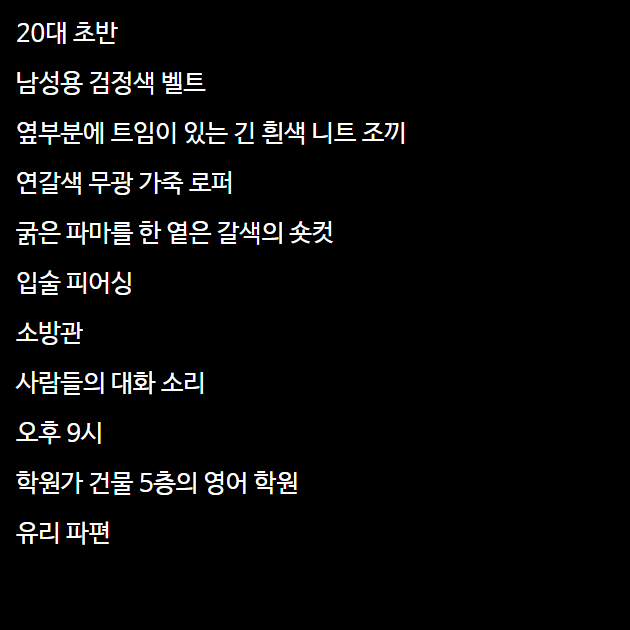 20대 초반
남성용 검정색 벨트
옆부분에 트임이 있는 긴 흰색 니트 조끼
연갈색 무광 가죽 로퍼
굵은 파마를 한 옅은 갈색의 숏컷
입술 피어싱
소방관
사람들의 대화 소리
오후 9시
학원가 건물 5층의 영어 학원
유리 파편